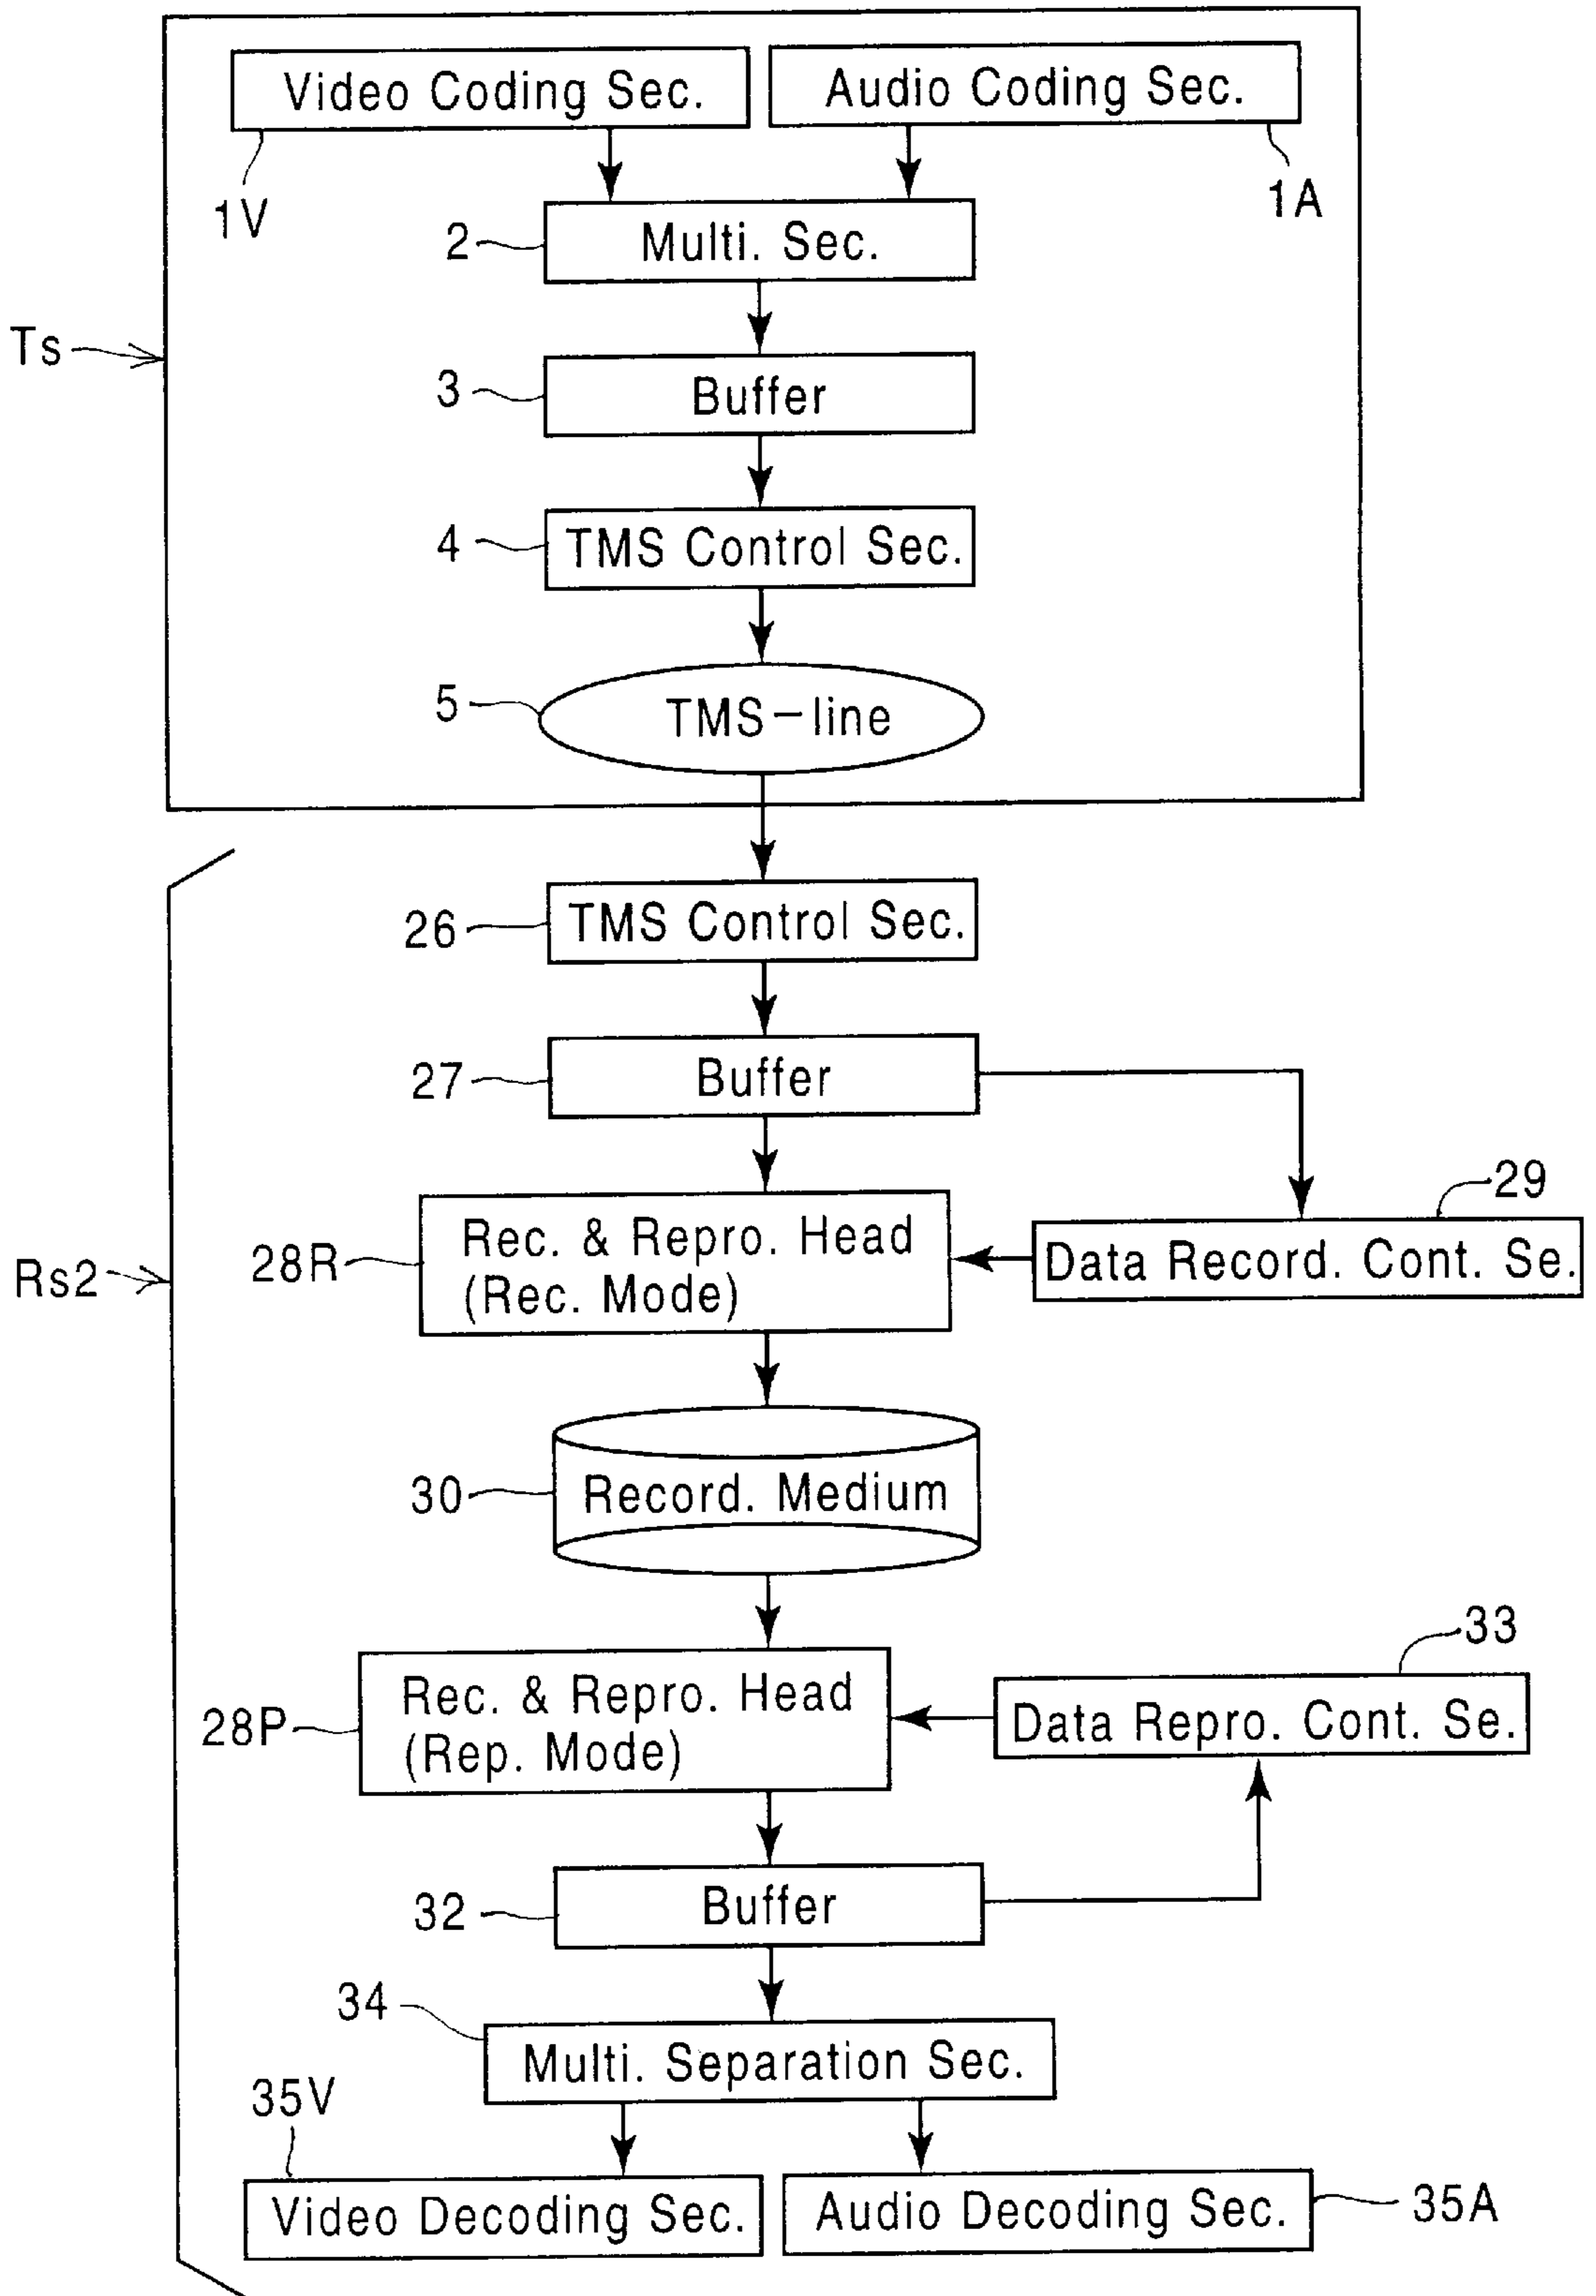 Video Coding Sec.
Audio Coding Sec.
1V
1A
2
Multi. Sec.
Ts
3
Buffer
4
TMS Control Sec.
5
TMS-line
26
TMS Control Sec.
27
Buffer
29
28R
Rec. & Repro. Head
(Rec. Mode)
Data Record. Cont. Se.
Rs2
30
Record. Medium
33
28P
Rec. & Repro. Head
(Rep. Mode)
Data Repro. Cont. Se.
32
Buffer
34
Multi. Separation Sec.
35V
Video Decoding Sec.
Audio Decoding Sec.
35A